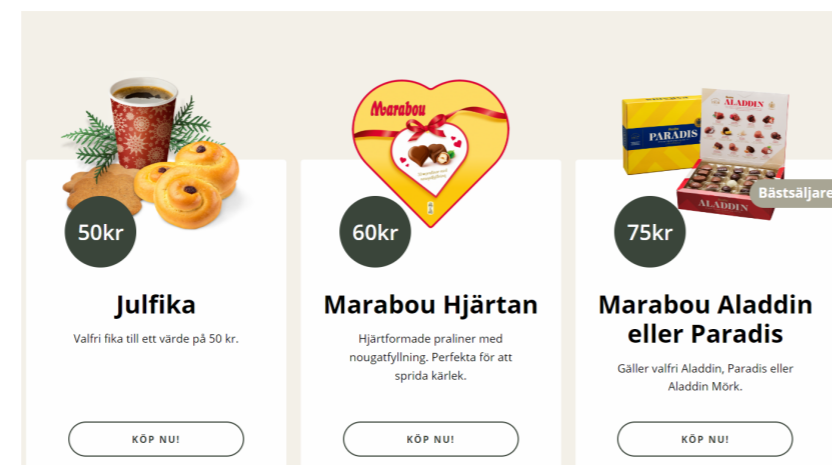 Marabou
PARADIS
ALADDIN
ALADDIN
Bästsäljare
50kr
60kr
75kr
Julfika
Valfri fika till ett värde på 50 kr.
KÖP NU!
Marabou Hjärtan
Hjärtformade praliner med
nougatfyllning. Perfekta för att
sprida kärlek.
KÖP NU!
Marabou Aladdin
eller Paradis
Gäller valfri Aladdin, Paradis eller
Aladdin Mörk.
KÖP NU!